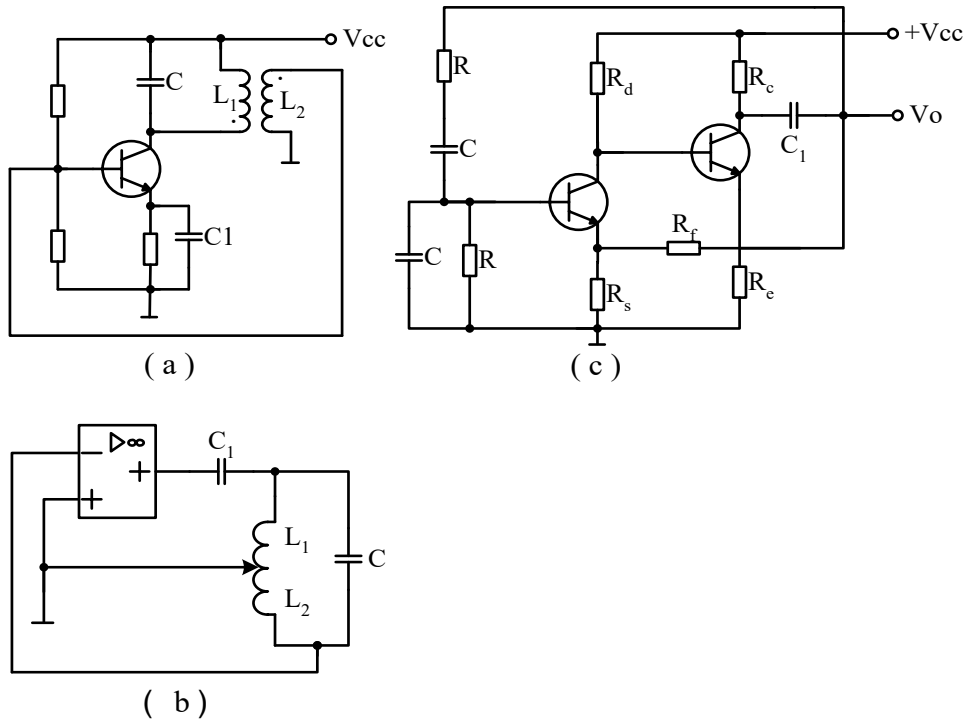 Vcc
C
L1
L2
C1
( a )
R
Rd
Rc
+Vcc
Vo
C1
C
C
R
Rf
Rs
Re
( c )
▷∞
−
+
+
C1
L1
L2
C
( b )